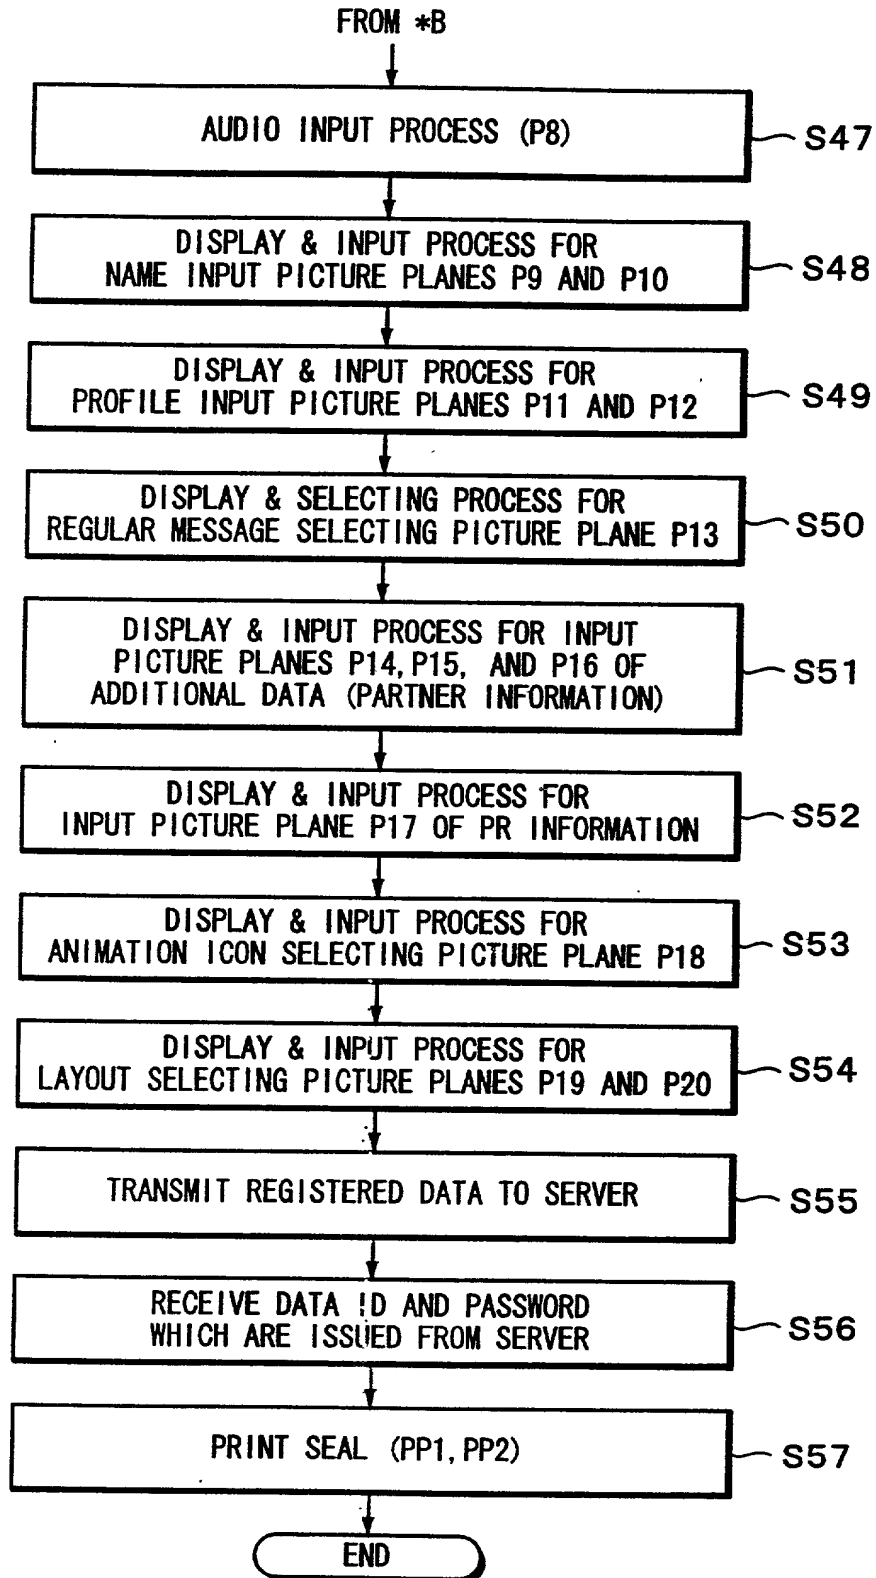 FROM *B
AUDIO INPUT PROCESS (P8)
S47
DISPLAY & INPUT PROCESS FOR
NAME INPUT PICTURE PLANES P9 AND P10
S48
DISPLAY & INPUT PROCESS FOR
PROFILE INPUT PICTURE PLANES P11 AND P12
S49
DISPLAY & SELECTING PROCESS FOR
REGULAR MESSAGE SELECTING PICTURE PLANE P13
S50
DISPLAY & INPUT PROCESS FOR INPUT
PICTURE PLANES P14, P15, AND P16 OF
ADDITIONAL DATA (PARTNER INFORMATION)
S51
DISPLAY & INPUT PROCESS FOR
INPUT PICTURE PLANE P17 OF PR INFORMATION
S52
DISPLAY & INPUT PROCESS FOR
ANIMATION ICON SELECTING PICTURE PLANE P18
S53
DISPLAY & INPUT PROCESS FOR
LAYOUT SELECTING PICTURE PLANES P19 AND P20
S54
TRANSMIT REGISTERED DATA TO SERVER
S55
RECEIVE DATA ID AND PASSWORD
WHICH ARE ISSUED FROM SERVER
S56
PRINT SEAL (PP1, PP2)
S57
END